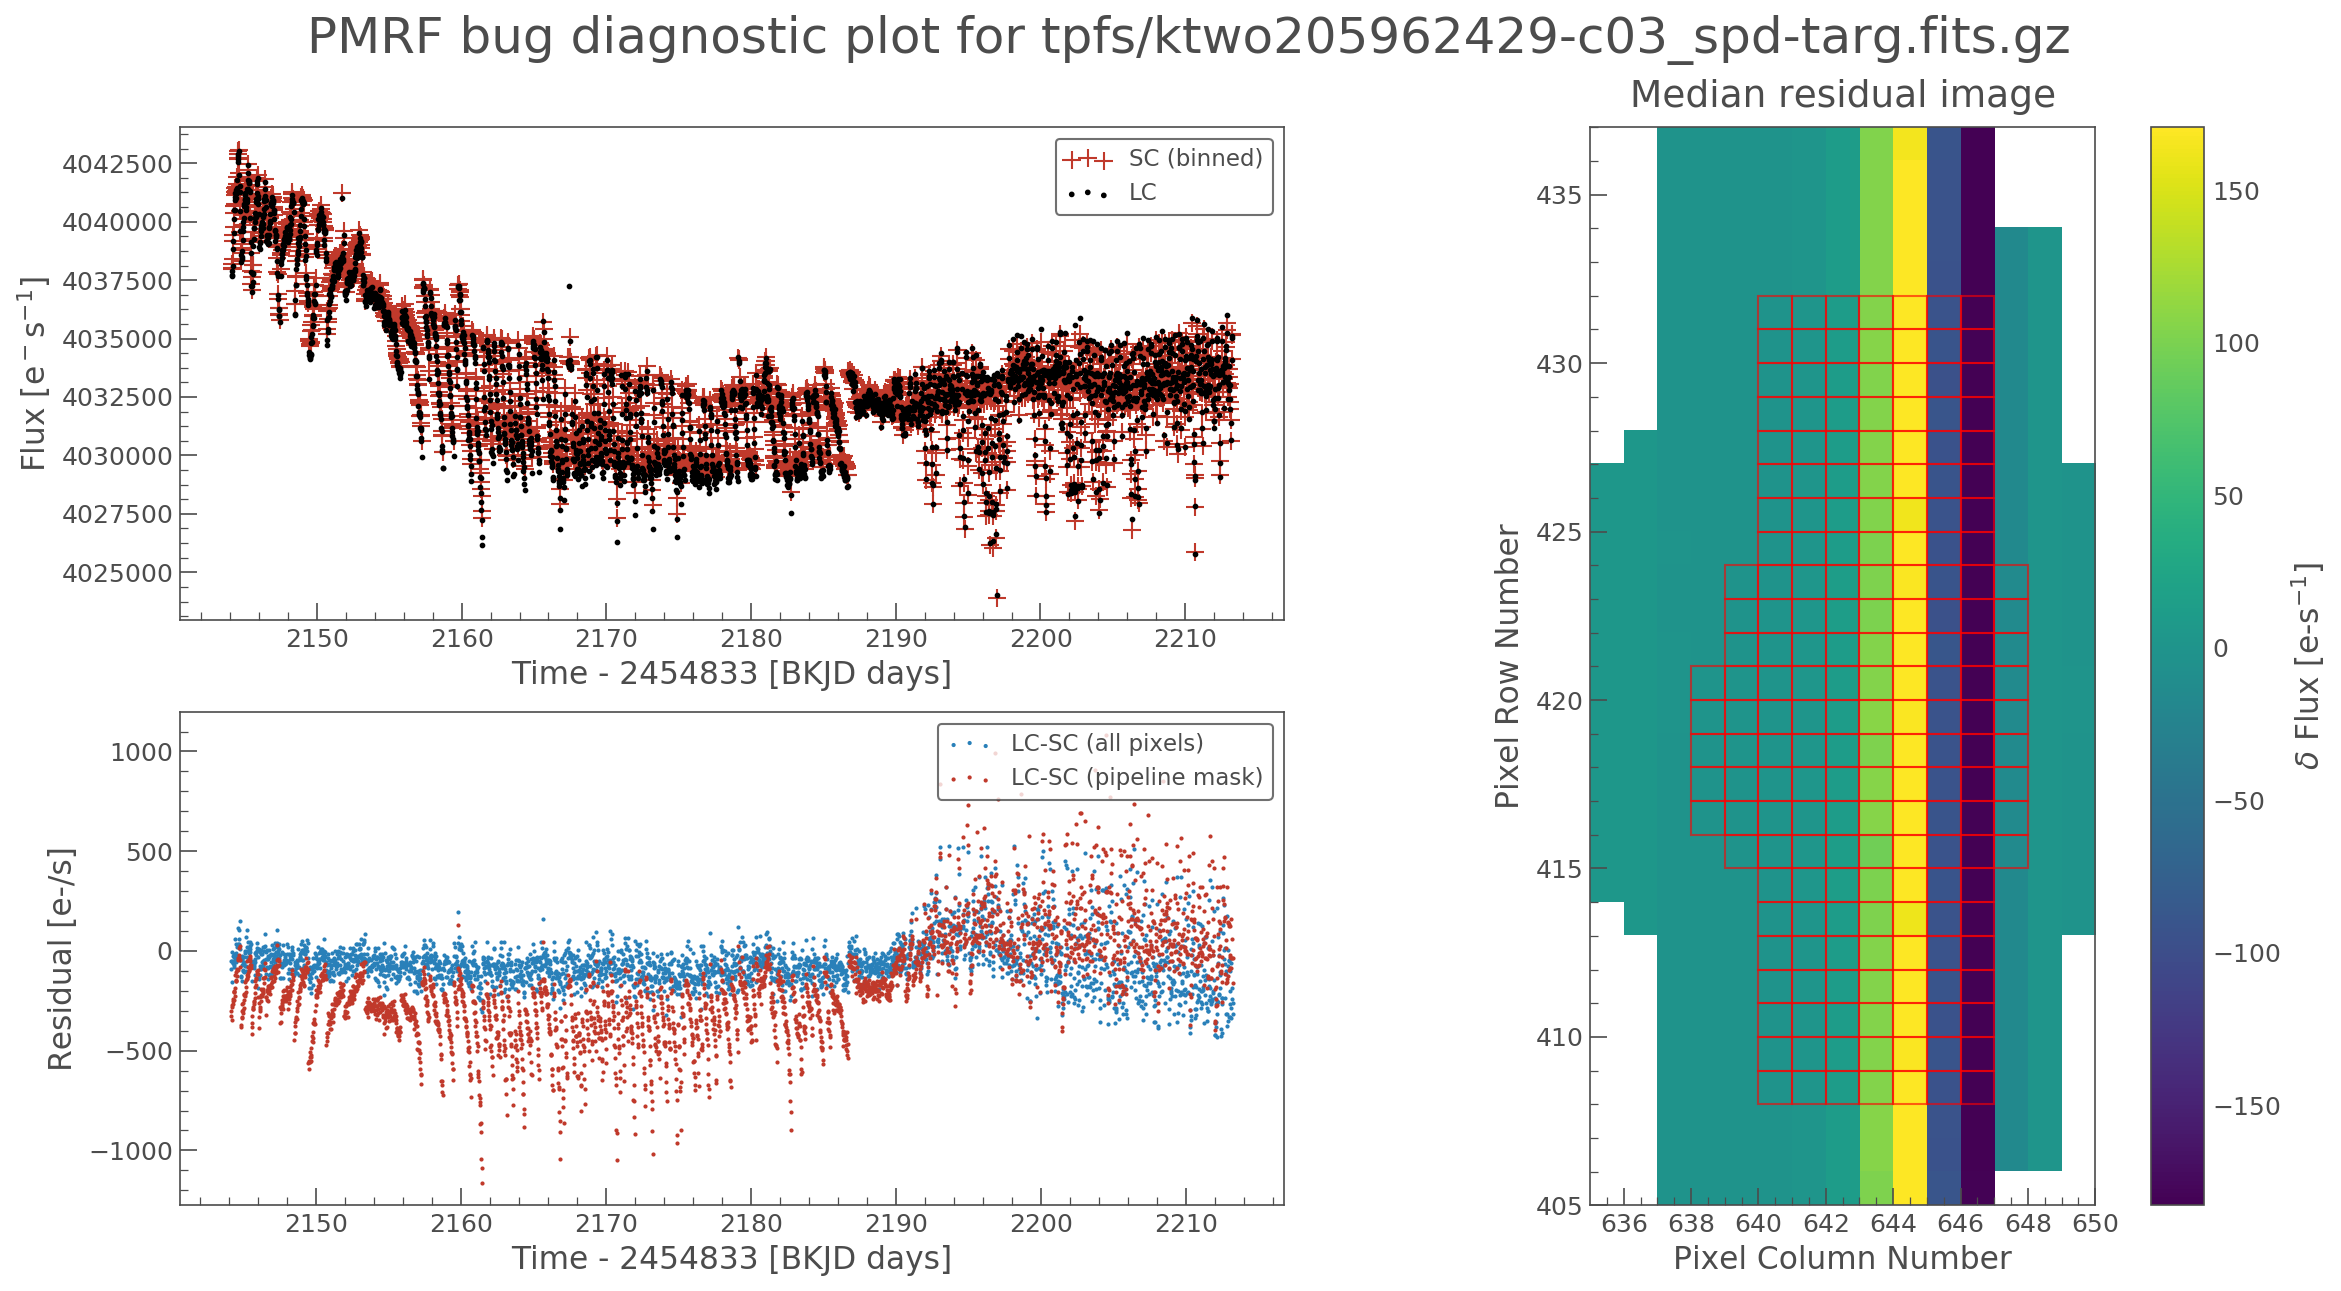 PMRF bug diagnostic plot for tpfs/ktwo205962429-c03_spd-targ.fits.gz
Flux [e⁻ s⁻¹]
4042500
4040000
4037500
4035000
4032500
4030000
4027500
4025000
SC (binned)
LC
2150 2160 2170 2180 2190 2200 2210
Time - 2454833 [BKJD days]
Residual [e-/s]
1000
500
0
−500
−1000
LC-SC (all pixels)
LC-SC (pipeline mask)
2150 2160 2170 2180 2190 2200 2210
Time - 2454833 [BKJD days]
Median residual image
Pixel Row Number
435
430
425
420
415
410
405
636 638 640 642 644 646 648 650
Pixel Column Number
150
100
50
0
−50
−100
−150
δ Flux [e-s⁻¹]